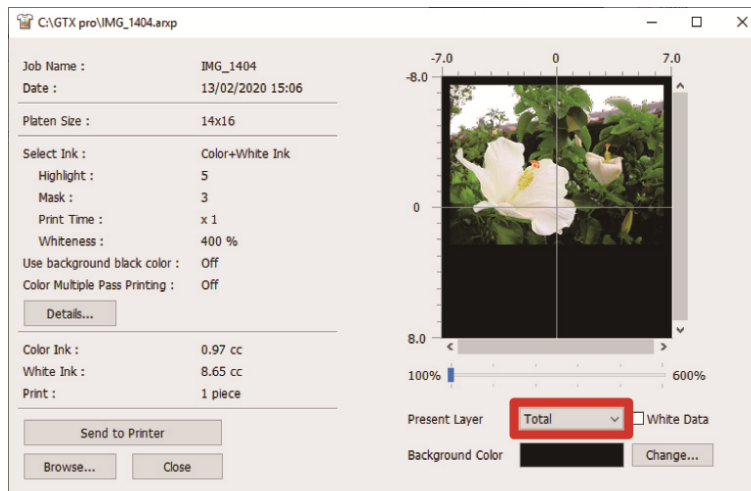 C:\GTX pro\IMG_1404.arxp
Job Name : IMG_1404
Date : 13/02/2020 15:06
Platen Size : 14x16
Select Ink : Color+White Ink
Highlight : 5
Mask : 3
Print Time : x 1
Whiteness : 400 %
Use background black color : Off
Color Multiple Pass Printing : Off
Details...
Color Ink : 0.97 cc
White Ink : 8.65 cc
Print : 1 piece
Send to Printer
Browse... Close
-7.0 0 7.0
-8.0
0
8.0
100% 600%
Present Layer Total White Data
Background Color Change...